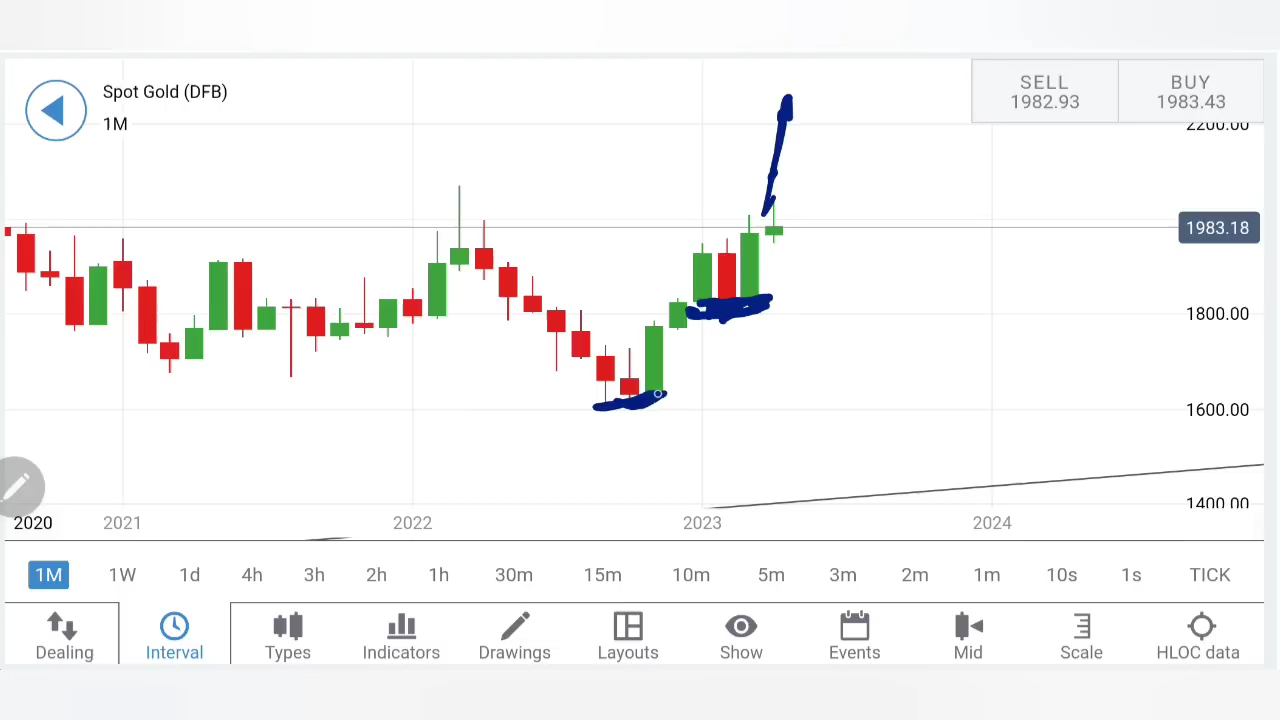 Spot Gold (DFB)
1M
SELL
1982.93
BUY
1983.43
2200.00
1983.18
1800.00
1600.00
1400.00
2020 2021 2022 2023 2024
1M 1W 1d 4h 3h 2h 1h 30m 15m 10m 5m 3m 2m 1m 10s 1s TICK
Dealing Interval Types Indicators Drawings Layouts Show Events Mid Scale HLOC data